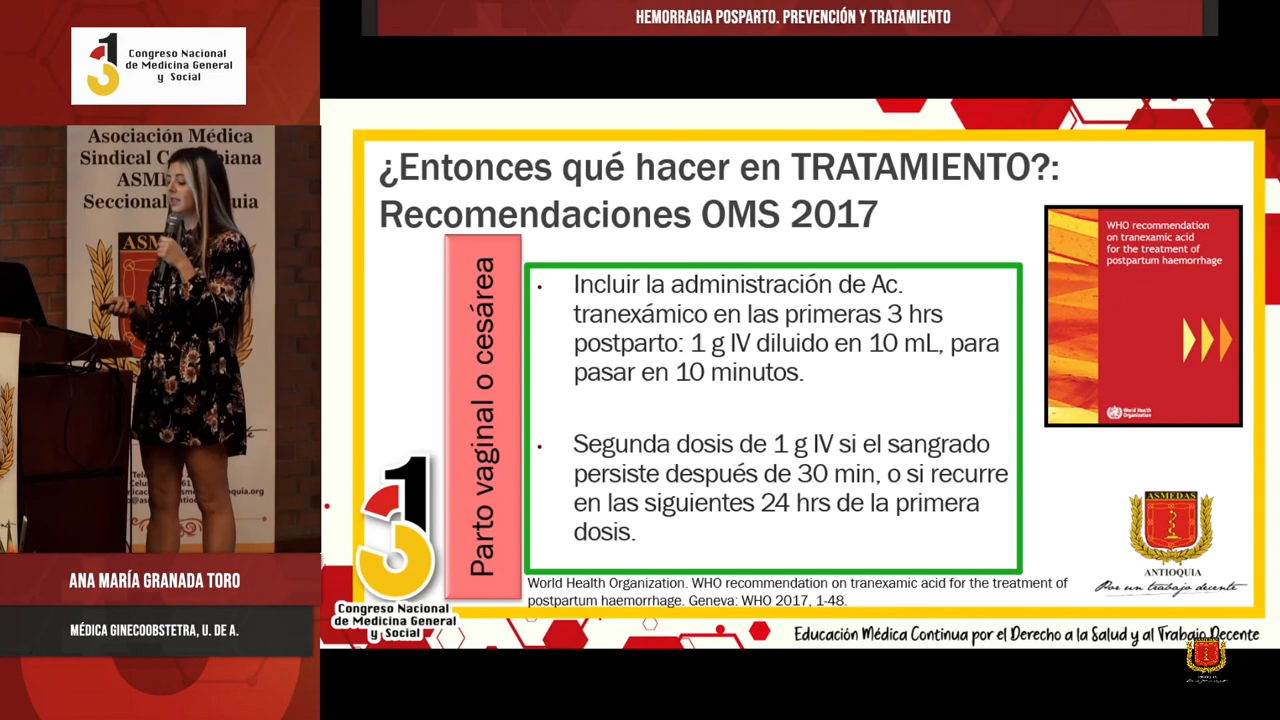 HEMORRAGIA POSPARTO. PREVENCIÓN Y TRATAMIENTO
Congreso Nacional
de Medicina General
y Social
Asociación Médica
Sindical
Seccional
¿Entonces qué hacer en TRATAMIENTO?:
Recomendaciones OMS 2017
Parto vaginal o cesárea
• Incluir la administración de Ac.
tranexámico en las primeras 3 hrs
postparto: 1 g IV diluido en 10 mL, para
pasar en 10 minutos.
• Segunda dosis de 1 g IV si el sangrado
persiste después de 30 min, o si recurre
en las siguientes 24 hrs de la primera
dosis.
World Health Organization. WHO recommendation on tranexamic acid for the treatment of
postpartum haemorrhage. Geneva: WHO 2017, 1-48.
WHO recommendation
on tranexamic acid
for the treatment of
postpartum haemorrhage
World Health
Organization
ASMEDAS
ANTIOQUIA
Por un trabajo decente
Congreso Nacional
de Medicina General
y Social
Educación Médica Continua por el Derecho a la Salud y al Trabajo Decente
ANA MARÍA GRANADA TORO
MÉDICA GINECOOBSTETRA, U. DE A.